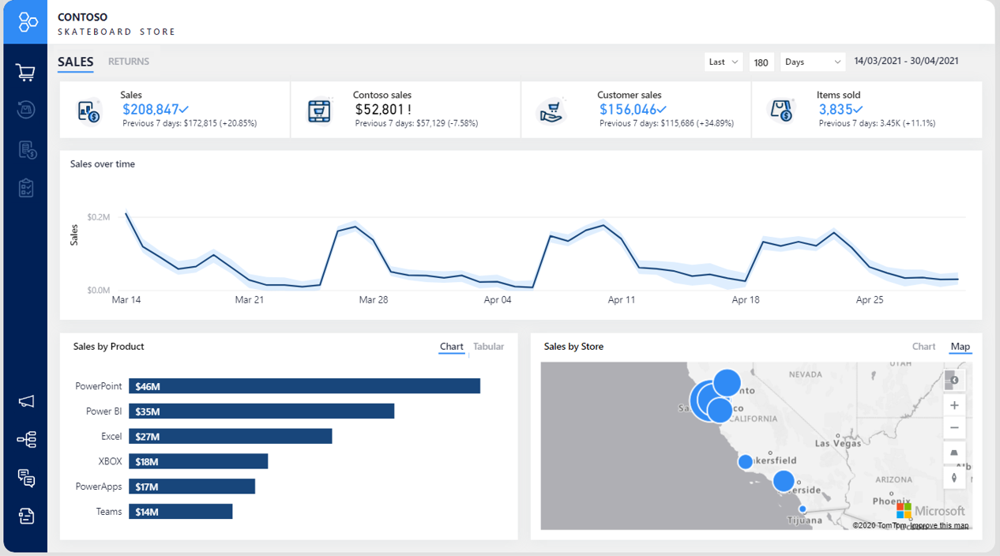 CONTOSO
SKATEBOARD STORE
SALES RETURNS
Last 180 Days 14/03/2021 - 30/04/2021
Sales
$208,847✓
Previous 7 days: $172,815 (+20.85%)
Contoso sales
$52,801 !
Previous 7 days: $57,129 (-7.58%)
Customer sales
$156,046✓
Previous 7 days: $115,686 (+34.89%)
Items sold
3,835✓
Previous 7 days: 3.45K (+11.1%)
Sales over time
Sales
$0.2M
$0.0M
Mar 14 Mar 21 Mar 28 Apr 04 Apr 11 Apr 18 Apr 25
Sales by Product
Chart Tabular
PowerPoint $46M
Power BI $35M
Excel $27M
XBOX $18M
PowerApps $17M
Teams $14M
Sales by Store
Chart Map
UTAH
NEVADA
nto
Sa co
CALIFORNIA
Las Vegas
kersfield
ARIZONA
erside
Phoenix
Tijuana
Microsoft
©2020 TomTom Improve this map